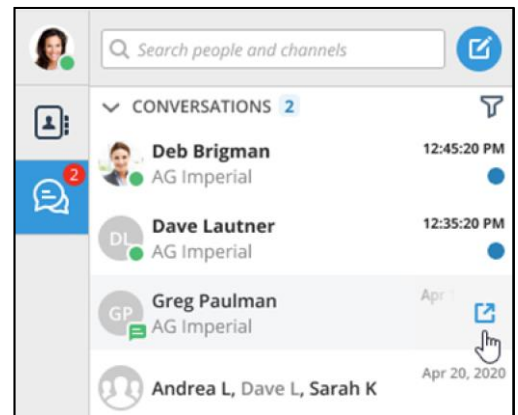 Search people and channels
CONVERSATIONS 2
Deb Brigman 12:45:20 PM
AG Imperial
2
Dave Lautner 12:35:20 PM
DL
AG Imperial
Greg Paulman Apr
GP
AG Imperial
Andrea L, Dave L, Sarah K Apr 20, 2020